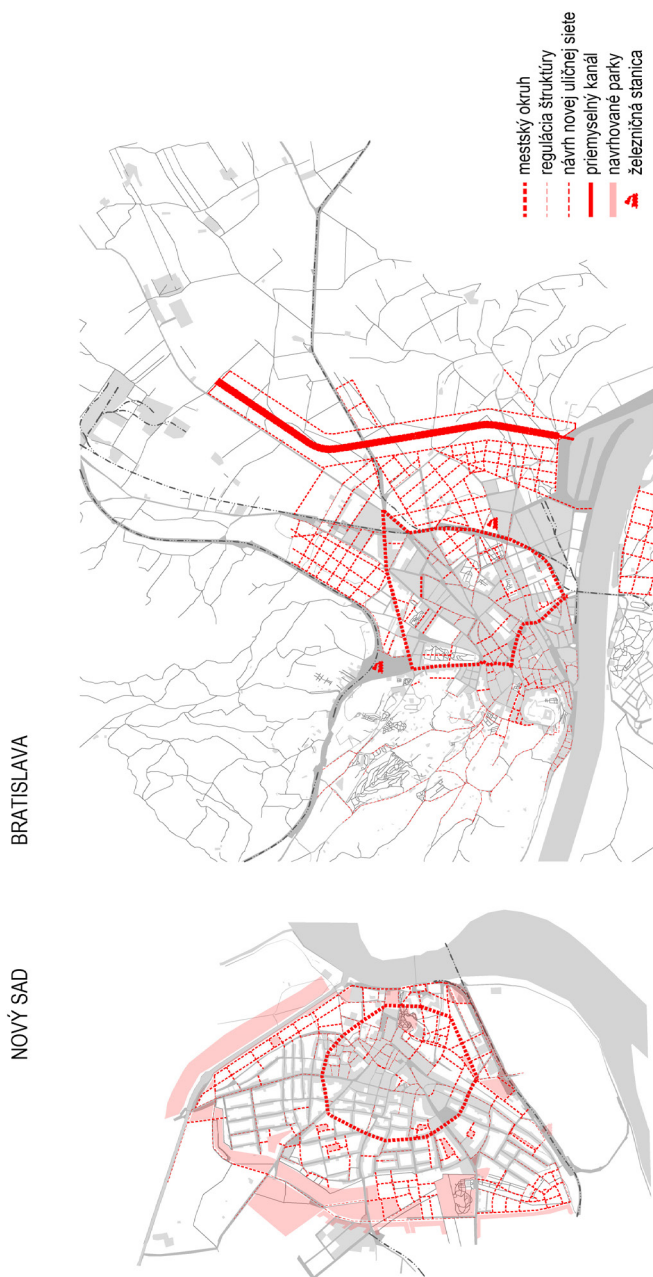 NOVÝ SAD
BRATISLAVA
mestský okruh
regulácia štruktúry
návrh novej uličnej siete
priemyselný kanál
navrhované parky
železničná stanica